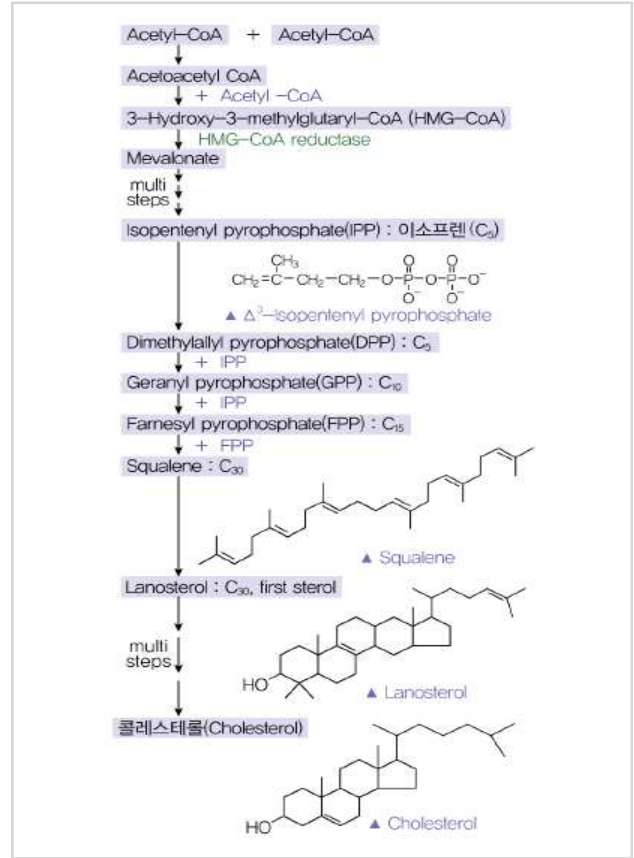 Acetyl-CoA + Acetyl-CoA
Acetoacetyl CoA
+ Acetyl -CoA
3-Hydroxy-3-methylglutaryl-CoA (HMG-CoA)
HMG-CoA reductase
Mevalonate
multi
steps
Isopentenyl pyrophosphate(IPP) : 이소프렌(C₅)
CH₃ O O
CH₂=C-CH₂-CH₂-O-P-O-P-O⁻
O⁻ O⁻
▲ Δ³-Isopentenyl pyrophosphate
Dimethylallyl pyrophosphate(DPP) : C₅
+ IPP
Geranyl pyrophosphate(GPP) : C₁₀
+ IPP
Farnesyl pyrophosphate(FPP) : C₁₅
+ FPP
Squalene : C₃₀
▲ Squalene
Lanosterol : C₃₀, first sterol
multi
steps
HO
▲ Lanosterol
콜레스테롤(Cholesterol)
HO
▲ Cholesterol